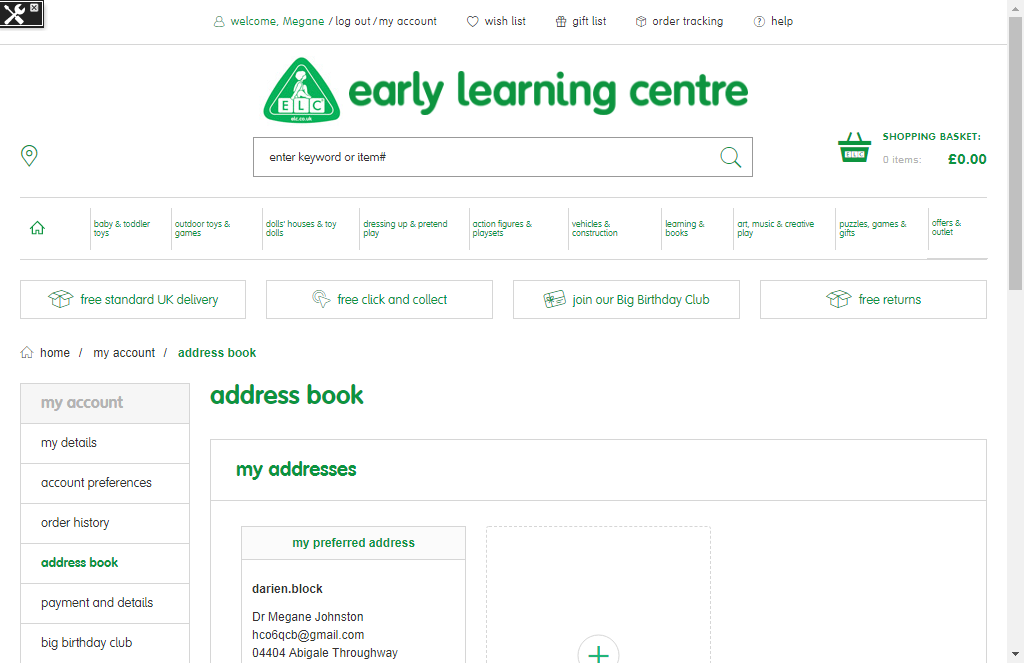 welcome, Megane / log out / my account
wish list
gift list
order tracking
help
ELC
elc.co.uk
early learning centre
enter keyword or item#
ELC
SHOPPING BASKET:
0 items: £0.00
baby & toddler
toys
outdoor toys &
games
dolls' houses & toy
dolls
dressing up & pretend
play
action figures &
playsets
vehicles &
construction
learning &
books
art, music & creative
play
puzzles, games &
gifts
offers &
outlet
free standard UK delivery
free click and collect
join our Big Birthday Club
free returns
home / my account / address book
my account
my details
account preferences
order history
address book
payment and details
big birthday club
address book
my addresses
my preferred address
darien.block
Dr Megane Johnston
hco6qcb@gmail.com
04404 Abigale Throughway